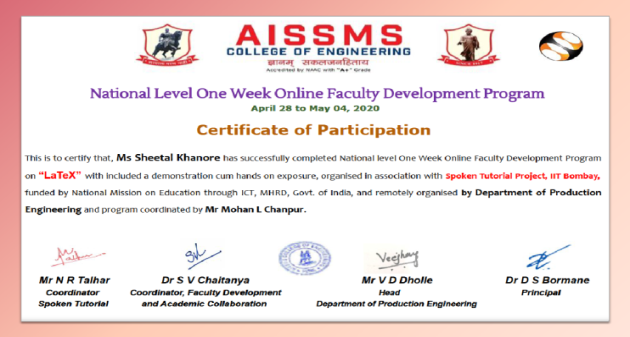 AISSMS
COLLEGE OF ENGINEERING
ज्ञानम् सकलजनहिताय
Accredited by NAAC with "A+" Grade
National Level One Week Online Faculty Development Program
April 28 to May 04, 2020
Certificate of Participation
This is to certify that, Ms Sheetal Khanore has successfully completed National level One Week Online Faculty Development Program
on "LaTeX" with included a demonstration cum hands on exposure, organised in association with Spoken Tutorial Project, IIT Bombay,
funded by National Mission on Education through ICT, MHRD, Govt. of India, and remotely organised by Department of Production
Engineering and program coordinated by Mr Mohan L Chanpur.
Mr N R Talhar Dr S V Chaitanya Mr V D Dholle Dr D S Bormane
Coordinator Coordinator, Faculty Development Head Principal
Spoken Tutorial and Academic Collaboration Department of Production Engineering